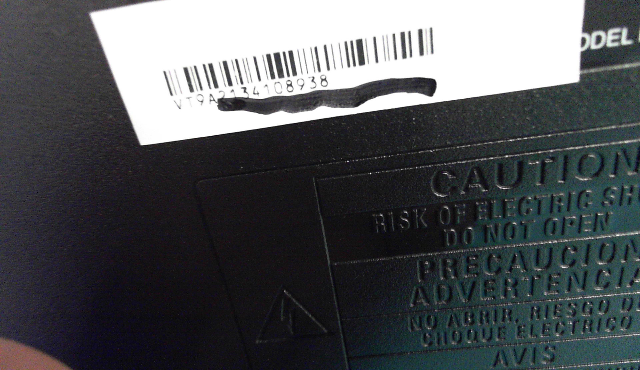 VT9A2134108938
ODEL
CAUTION
RISK OF ELECTRIC SH
DO NOT OPEN
PRECAUCION
ADVERTENCIA
NO ABRIR. RIESGO D
CHOQUE ELECTRICO
AVIS